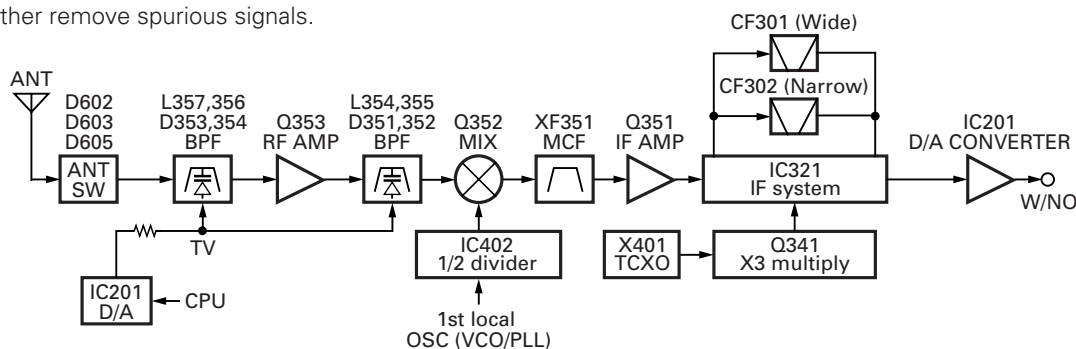 ther remove spurious signals.
ANT
D602
D603
D605
ANT
SW
L357,356
D353,354
BPF
Q353
RF AMP
L354,355
D351,352
BPF
Q352
MIX
XF351
MCF
Q351
IF AMP
CF301 (Wide)
CF302 (Narrow)
IC321
IF system
IC201
D/A CONVERTER
W/NO
TV
IC201
D/A
CPU
IC402
1/2 divider
1st local
OSC (VCO/PLL)
X401
TCXO
Q341
X3 multiply